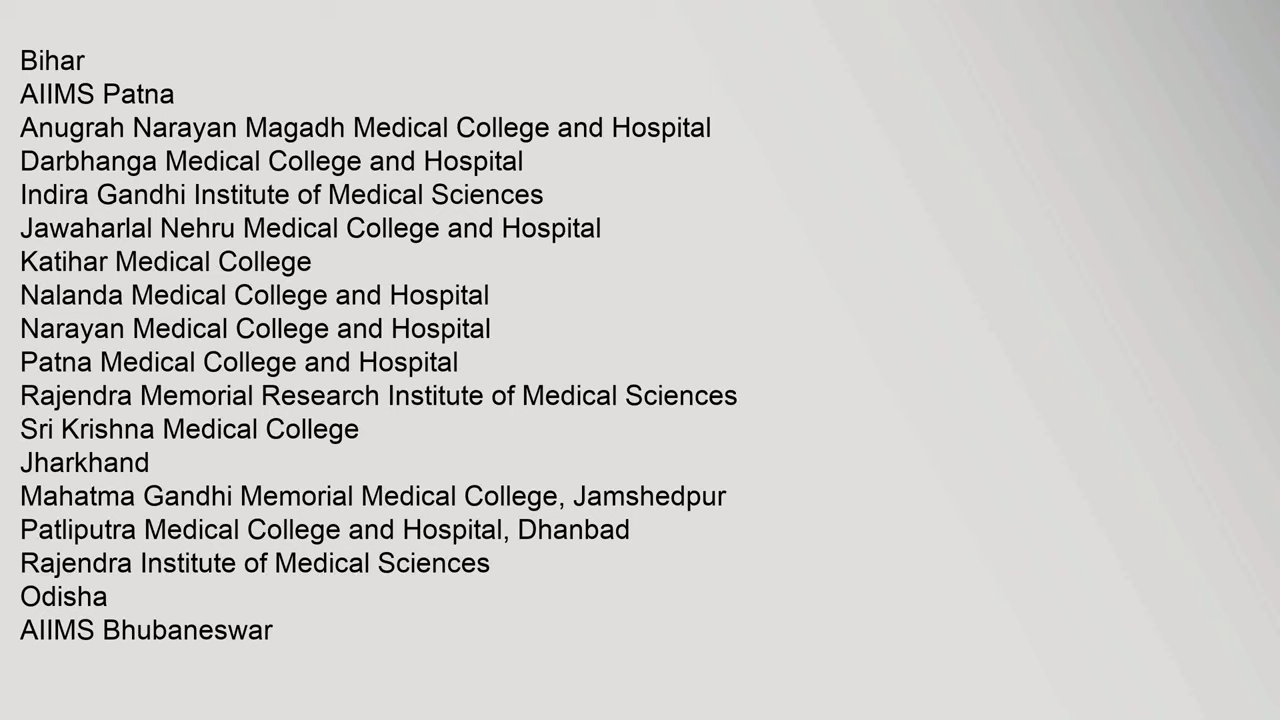 Bihar
AIIMS Patna
Anugrah Narayan Magadh Medical College and Hospital
Darbhanga Medical College and Hospital
Indira Gandhi Institute of Medical Sciences
Jawaharlal Nehru Medical College and Hospital
Katihar Medical College
Nalanda Medical College and Hospital
Narayan Medical College and Hospital
Patna Medical College and Hospital
Rajendra Memorial Research Institute of Medical Sciences
Sri Krishna Medical College
Jharkhand
Mahatma Gandhi Memorial Medical College, Jamshedpur
Patliputra Medical College and Hospital, Dhanbad
Rajendra Institute of Medical Sciences
Odisha
AIIMS Bhubaneswar